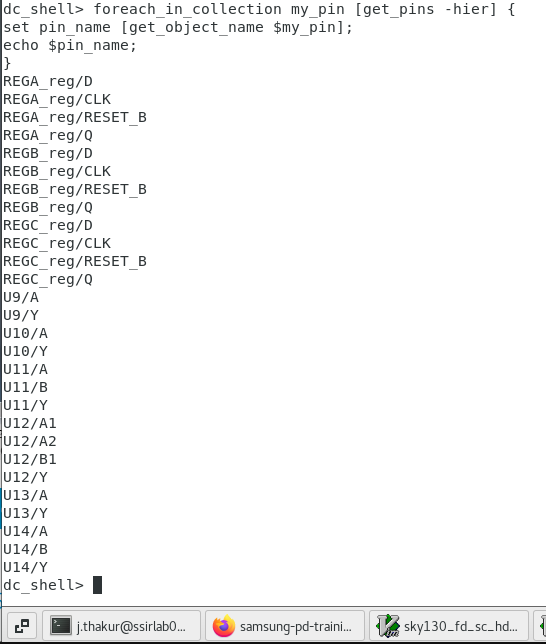 dc_shell> foreach_in_collection my_pin [get_pins -hier] {
set pin_name [get_object_name $my_pin];
echo $pin_name;
}
REGA_reg/D
REGA_reg/CLK
REGA_reg/RESET_B
REGA_reg/Q
REGB_reg/D
REGB_reg/CLK
REGB_reg/RESET_B
REGB_reg/Q
REGC_reg/D
REGC_reg/CLK
REGC_reg/RESET_B
REGC_reg/Q
U9/A
U9/Y
U10/A
U10/Y
U11/A
U11/B
U11/Y
U12/A1
U12/A2
U12/B1
U12/Y
U13/A
U13/Y
U14/A
U14/B
U14/Y
dc_shell>
j.thakur@ssirlab0... samsung-pd-traini... sky130_fd_sc_hd...